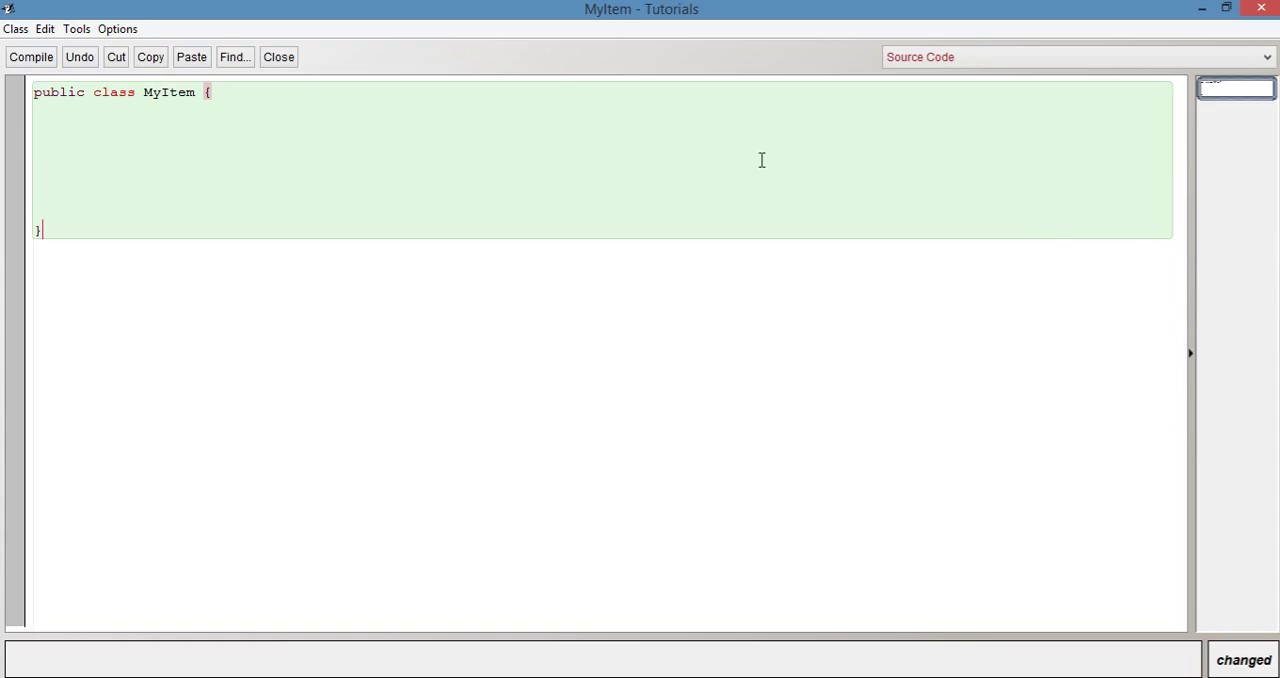 MyItem - Tutorials
Class Edit Tools Options
Compile Undo Cut Copy Paste Find... Close Source Code
public class MyItem {
}
changed